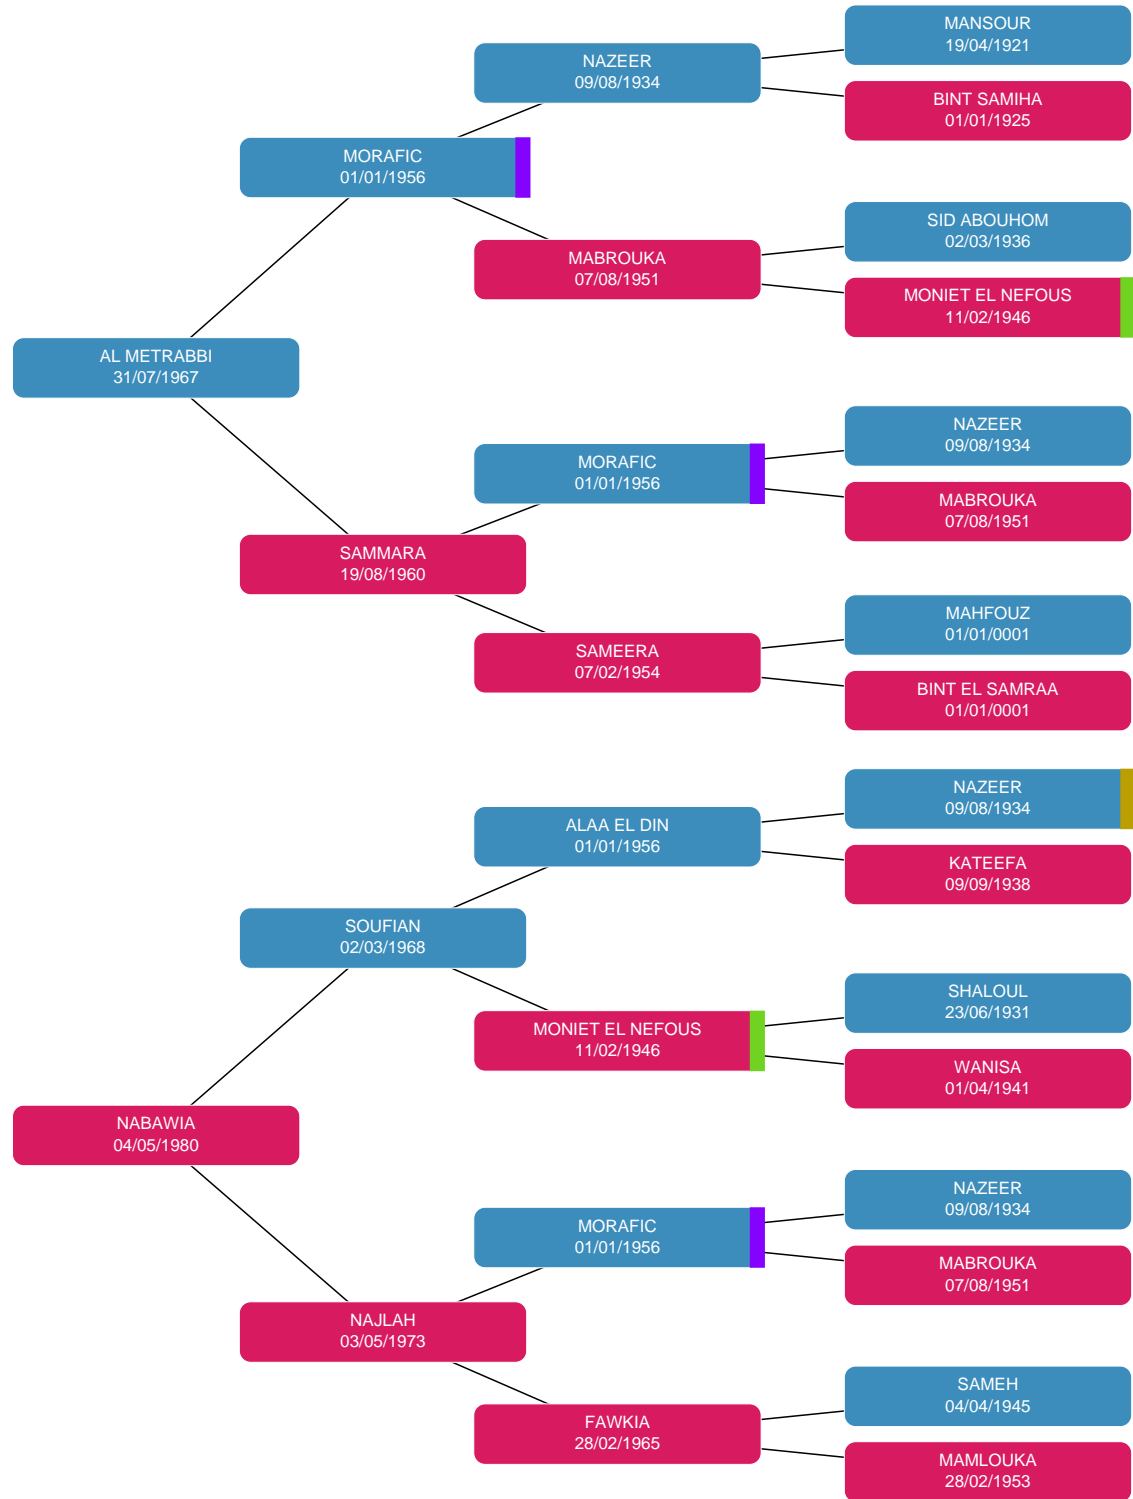 MANSOUR
19/04/1921
NAZEER
09/08/1934
BINT SAMIHA
01/01/1925
MORAFIC
01/01/1956
SID ABOUHOM
02/03/1936
MABROUKA
07/08/1951
MONIET EL NEFOUS
11/02/1946
AL METRABBI
31/07/1967
NAZEER
09/08/1934
MORAFIC
01/01/1956
MABROUKA
07/08/1951
SAMMARA
19/08/1960
MAHFOUZ
01/01/0001
SAMEERA
07/02/1954
BINT EL SAMRAA
01/01/0001
NAZEER
09/08/1934
ALAA EL DIN
01/01/1956
KATEEFA
09/09/1938
SOUFIAN
02/03/1968
SHALOUL
23/06/1931
MONIET EL NEFOUS
11/02/1946
WANISA
01/04/1941
NABAWIA
04/05/1980
NAZEER
09/08/1934
MORAFIC
01/01/1956
MABROUKA
07/08/1951
NAJLAH
03/05/1973
SAMEH
04/04/1945
FAWKIA
28/02/1965
MAMLOUKA
28/02/1953